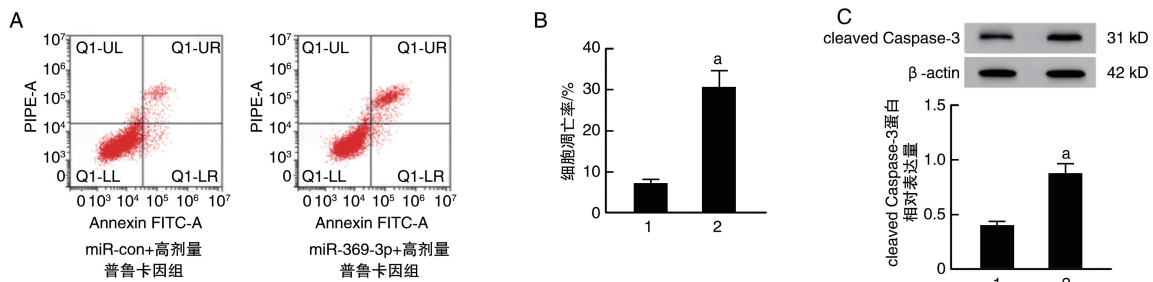 A
10⁷
Q1-UL
Q1-UR
10⁶
10⁵
10⁴
10³
0
Q1-LL
Q1-LR
PIPE-A
0 10³ 10⁴ 10⁵ 10⁶ 10⁷
Annexin FITC-A
miR-con+高剂量
普鲁卡因组
10⁷
Q1-UL
Q1-UR
10⁶
10⁵
10⁴
10³
0
Q1-LL
Q1-LR
PIPE-A
0 10³ 10⁴ 10⁵ 10⁶ 10⁷
Annexin FITC-A
miR-369-3p+高剂量
普鲁卡因组
B
40
30
20
10
0
细胞凋亡率/%
a
1 2
C
cleaved Caspase-3
31 kD
β-actin
42 kD
1.5
1.0
0.5
0
cleaved Caspase-3蛋白
相对表达量
a